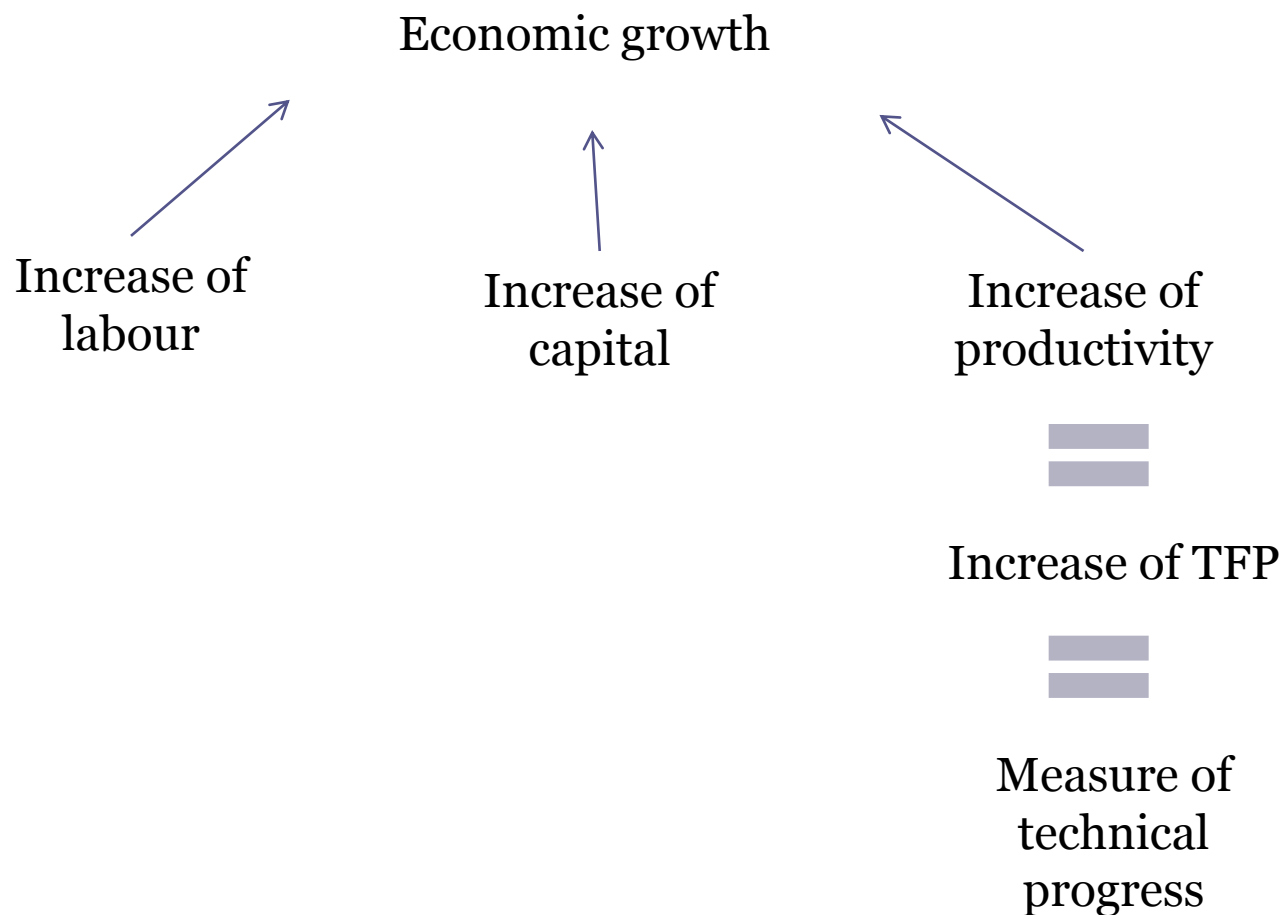 Economic growth
Increase of
labour
Increase of
capital
Increase of
productivity
Increase of TFP
Measure of
technical
progress